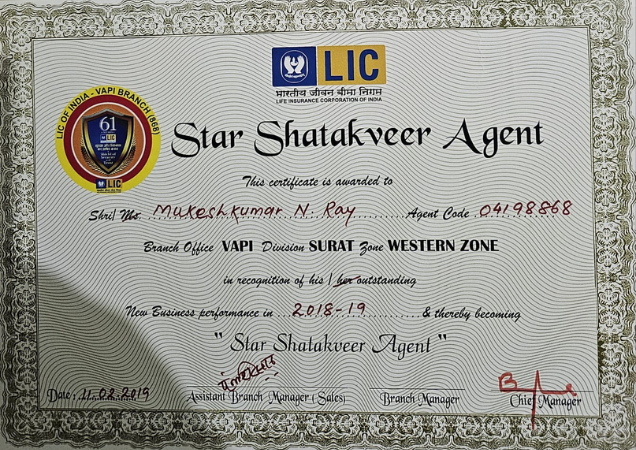 LIC
भारतीय जीवन बीमा निगम
LIFE INSURANCE CORPORATION OF INDIA
LIC OF INDIA - VAPI BRANCH (868)
61
LIC
Star Shatakveer Agent
This certificate is awarded to
Shri/ Ms. Mukeshkumar N. Ray Agent Code 04198868
Branch Office VAPI Division SURAT Zone WESTERN ZONE
in recognition of his / her outstanding
New Business performance in 2018-19 & thereby becoming
" Star Shatakveer Agent "
Date : 11.02.2019 Assistant Branch Manager (Sales) Branch Manager Chief Manager